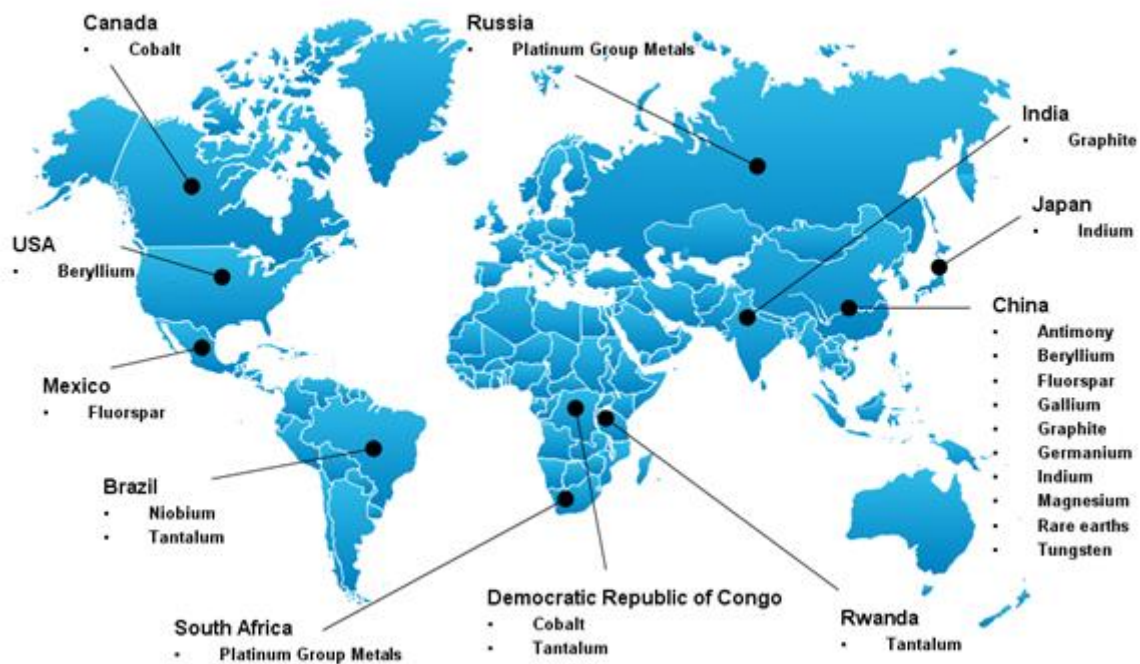 Canada
• Cobalt
Russia
• Platinum Group Metals
India
• Graphite
Japan
• Indium
USA
• Beryllium
China
• Antimony
• Beryllium
• Fluorspar
• Gallium
• Graphite
• Germanium
• Indium
• Magnesium
• Rare earths
• Tungsten
Mexico
• Fluorspar
Brazil
• Niobium
• Tantalum
South Africa
• Platinum Group Metals
Democratic Republic of Congo
• Cobalt
• Tantalum
Rwanda
• Tantalum